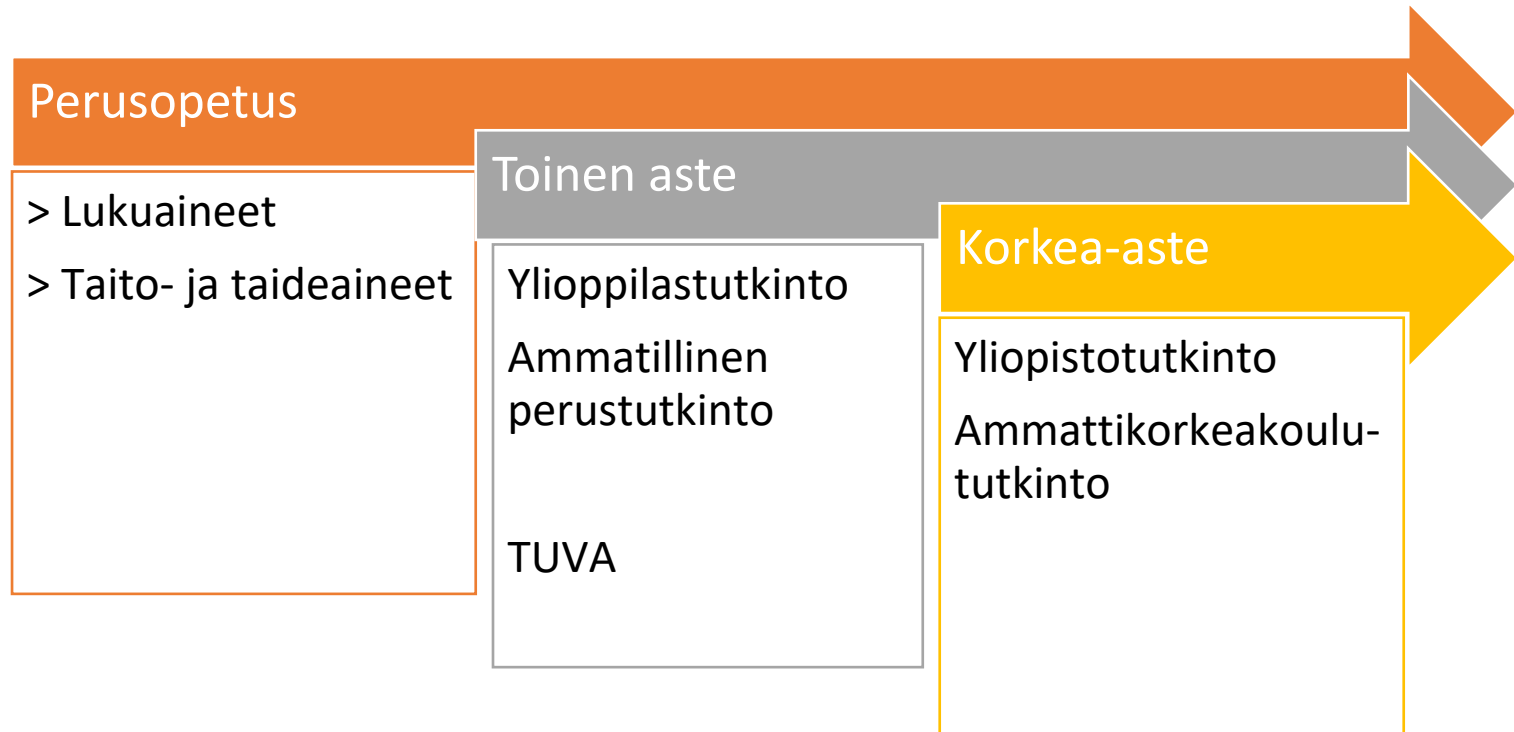 Perusopetus
> Lukuaineet
> Taito- ja taideaineet
Toinen aste
Ylioppilastutkinto
Ammatillinen
perustutkinto
TUVA
Korkea-aste
Yliopistotutkinto
Ammattikorkeakoulu-
tutkinto